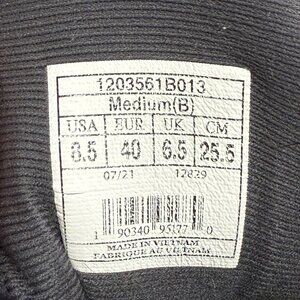 1203561B013
Medium(B)
USA EUR UK CM
8.5 40 6.5 25.5
07/21 12829
1 90340 95177 0
MADE IN VIETNAM
FABRIQUE AU VIETNAM